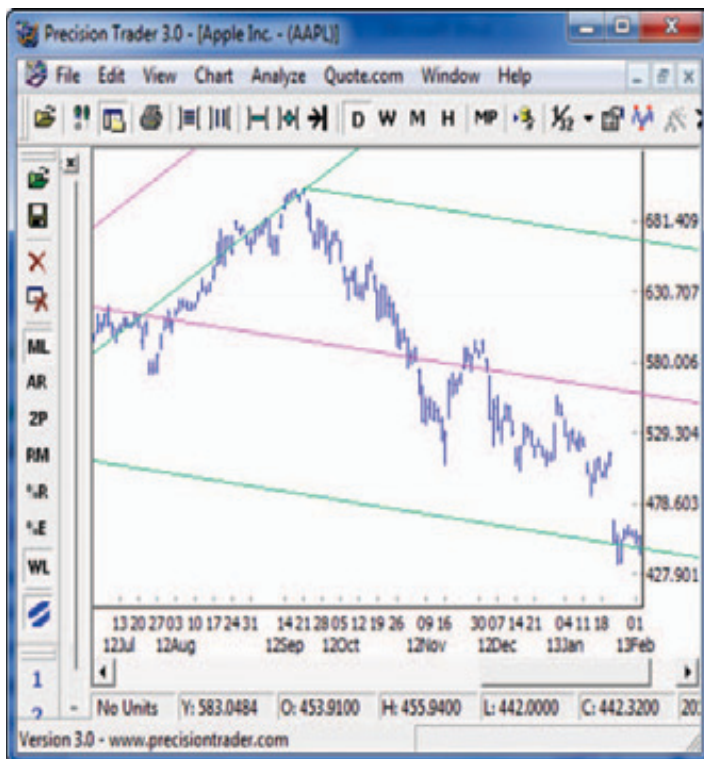 Precision Trader 3.0 - [Apple Inc. - (AAPL)]
File Edit View Chart Analyze Quote.com Window Help
D W M H MP 1/32
ML
AR
2P
RM
%R
%E
WL
1
2
681.409
630.707
580.006
529.304
478.603
427.901
13 20 27 03 10 17 24 31 14 21 28 05 12 19 26 09 16 30 07 14 21 04 11 18 01
12Jul 12Aug 12Sep 12Oct 12Nov 12Dec 13Jan 13Feb
No Units Y: 583.0484 O: 453.9100 H: 455.9400 L: 442.0000 C: 442.3200
Version 3.0 - www.precisiontrader.com